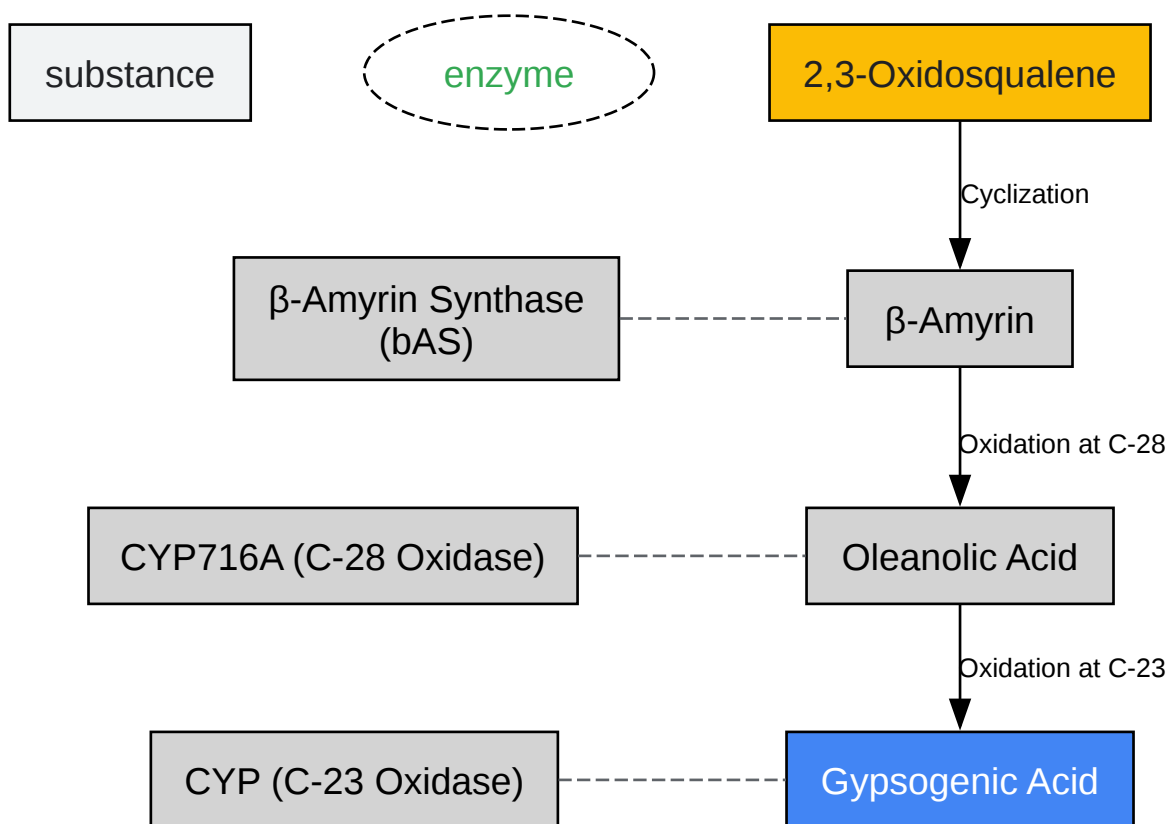 substance
enzyme
2,3-Oxidosqualene
Cyclization
β-Amyrin Synthase
(bAS)
β-Amyrin
Oxidation at C-28
CYP716A (C-28 Oxidase)
Oleanolic Acid
Oxidation at C-23
CYP (C-23 Oxidase)
Gypsogenic Acid